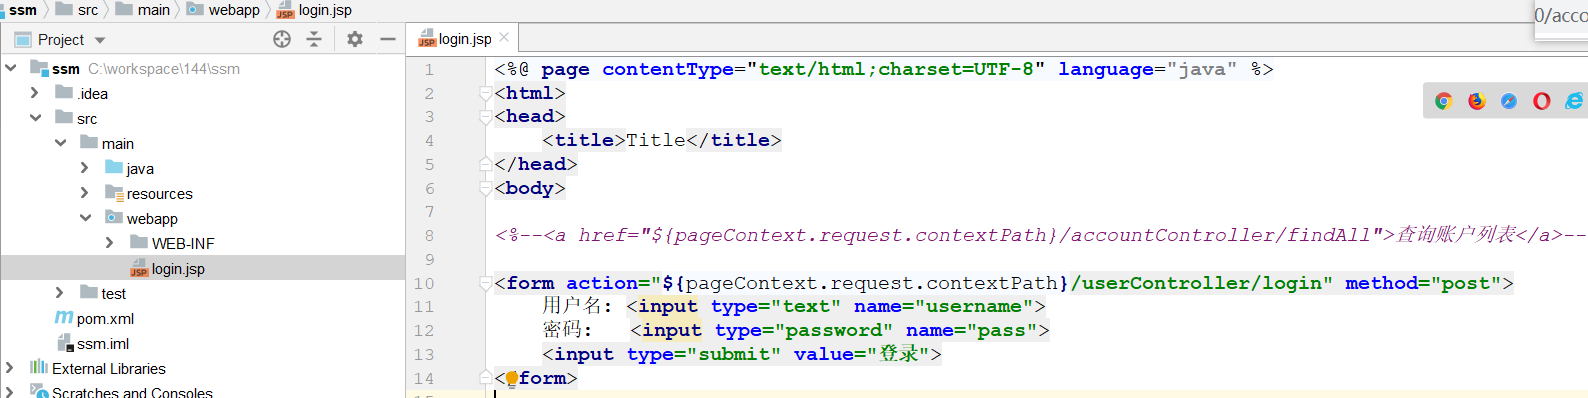 ssm src main webapp login.jsp
0/acco
Project
login.jsp
ssm C:\workspace\144\ssm
.idea
src
main
java
resources
webapp
WEB-INF
login.jsp
test
pom.xml
ssm.iml
External Libraries
Scratches and Consoles
1 <%@ page contentType="text/html;charset=UTF-8" language="java" %>
2 <html>
3 <head>
4 <title>Title</title>
5 </head>
6 <body>
7
8 <%--<a href="${pageContext.request.contextPath}/accountController/findAll">查询账户列表</a>--
9
10 <form action="${pageContext.request.contextPath}/userController/login" method="post">
11 用户名：<input type="text" name="username">
12 密码： <input type="password" name="pass">
13 <input type="submit" value="登录">
14 < form>
15